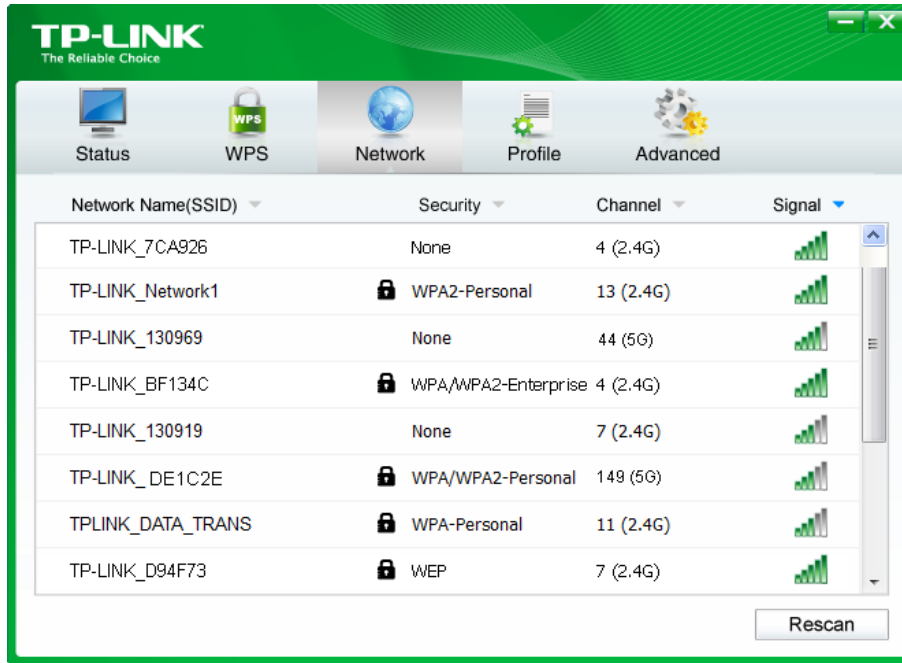 TP-LINK
The Reliable Choice
WPS
Status WPS Network Profile Advanced
Network Name(SSID) Security Channel Signal
TP-LINK_7CA926 None 4 (2.4G)
TP-LINK_Network1 WPA2-Personal 13 (2.4G)
TP-LINK_130969 None 44 (5G)
TP-LINK_BF134C WPA/WPA2-Enterprise 4 (2.4G)
TP-LINK_130919 None 7 (2.4G)
TP-LINK_ DE1C2E WPA/WPA2-Personal 149 (5G)
TPLINK_DATA_TRANS WPA-Personal 11 (2.4G)
TP-LINK_D94F73 WEP 7 (2.4G)
Rescan